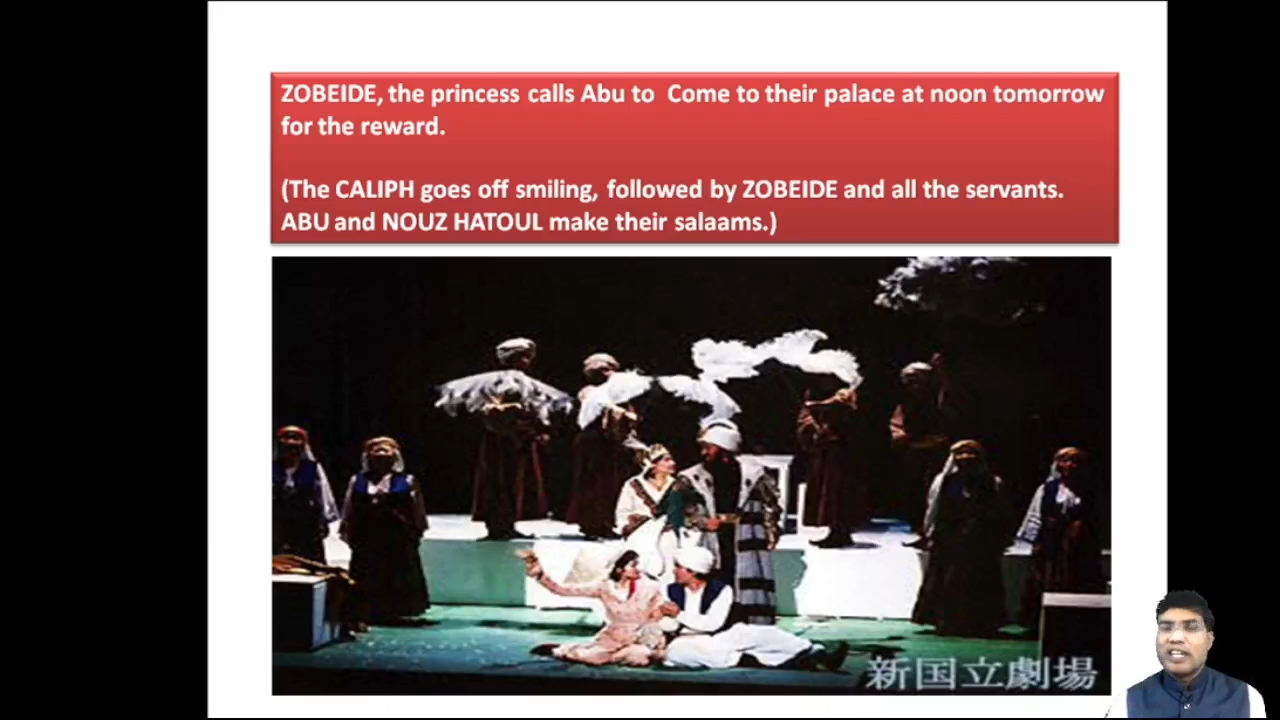 ZOBEIDE, the princess calls Abu to  Come to their palace at noon tomorrow
for the reward.
(The CALIPH goes off smiling, followed by ZOBEIDE and all the servants.
ABU and NOUZ HATOUL make their salaams.)
新国立劇場